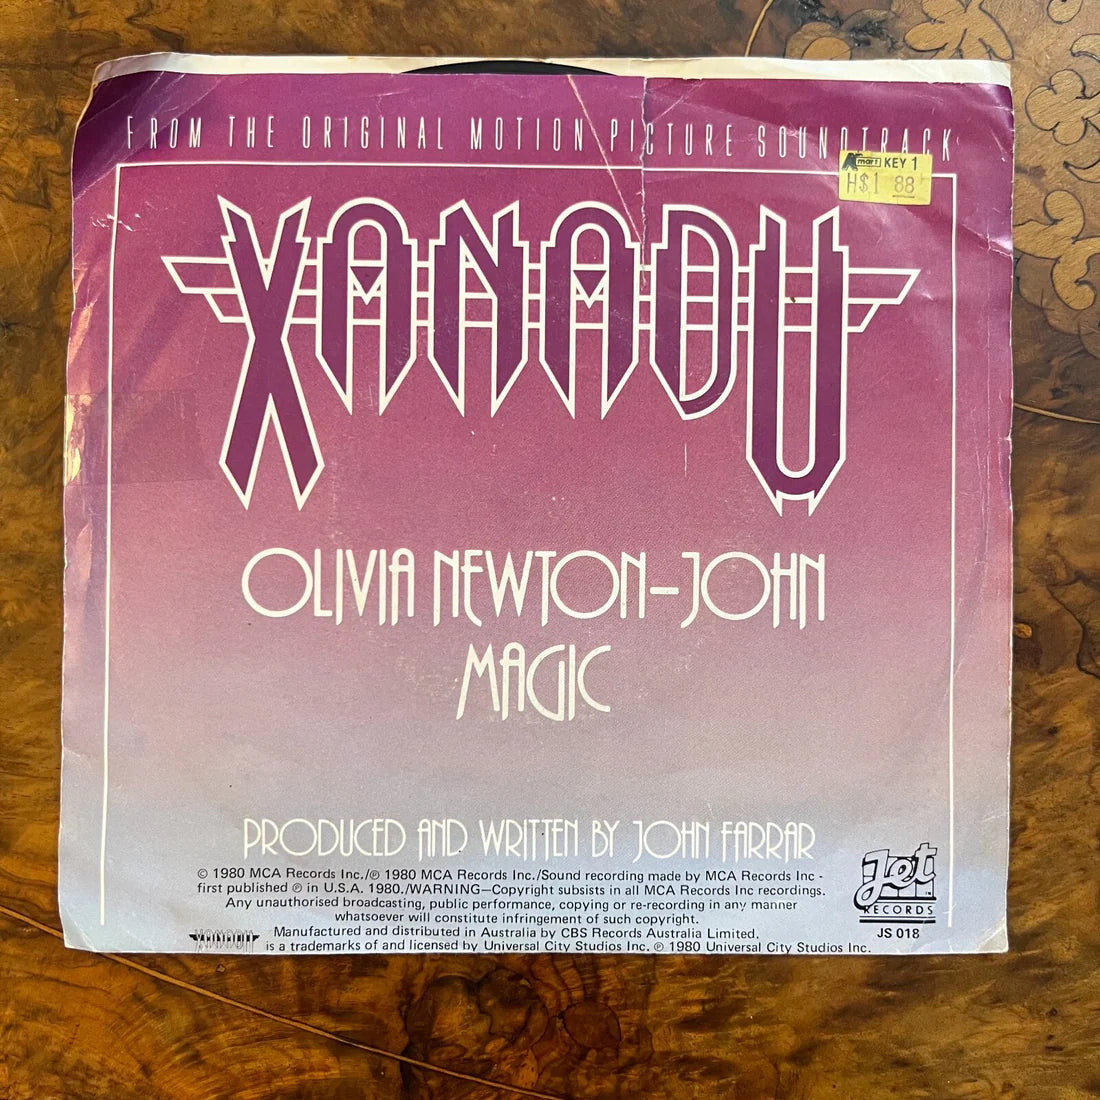 FROM THE ORIGINAL MOTION PICTURE SOUNDTRACK
Kmart KEY 1
H$1 88
XANADU
OLIVIA NEWTON-JOHN
MAGIC
PRODUCED AND WRITTEN BY JOHN FARRAR
© 1980 MCA Records Inc./℗ 1980 MCA Records Inc./Sound recording made by MCA Records Inc -
first published ℗ in U.S.A. 1980./WARNING—Copyright subsists in all MCA Records Inc recordings.
Any unauthorised broadcasting, public performance, copying or re-recording in any manner
whatsoever will constitute infringement of such copyright.
Manufactured and distributed in Australia by CBS Records Australia Limited.
XANADU is a trademarks of and licensed by Universal City Studios Inc. ℗ 1980 Universal City Studios Inc.
Jet
TM
RECORDS
JS 018